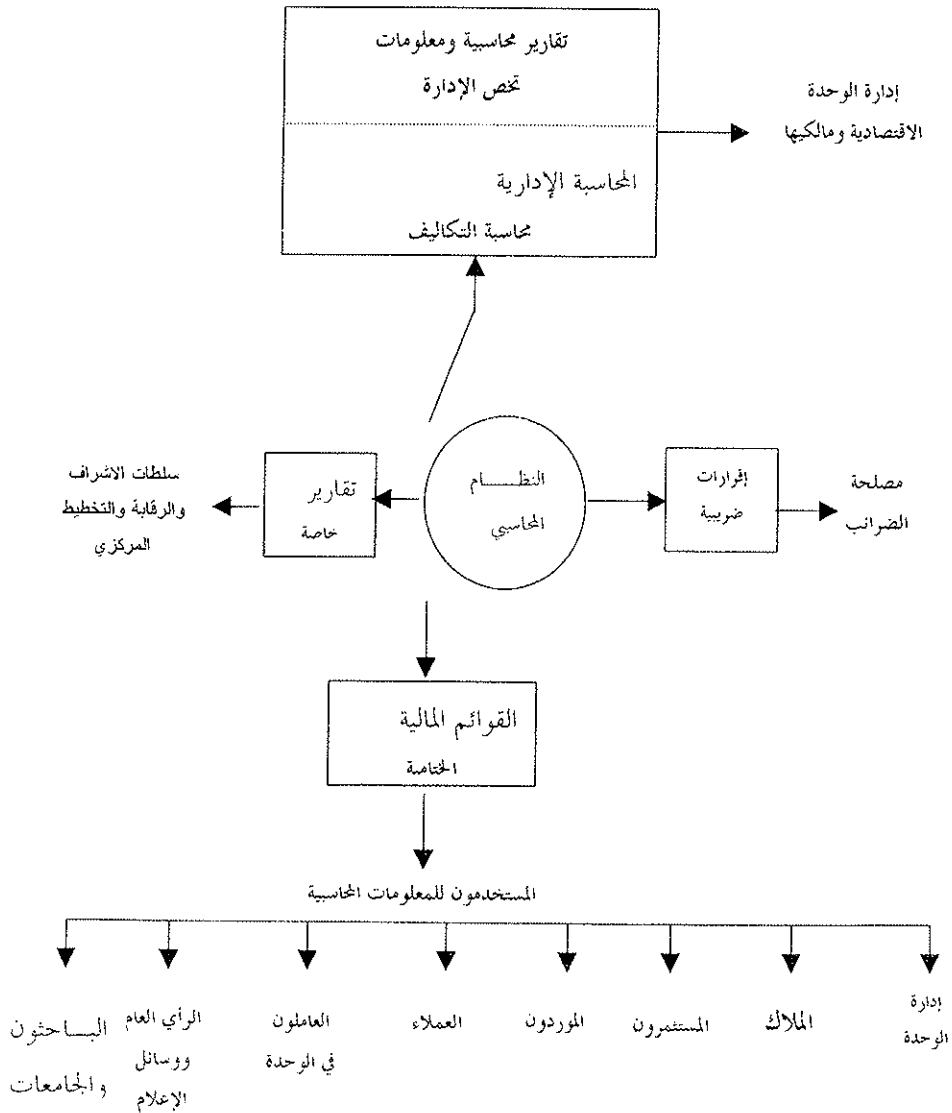 تقارير محاسبية ومعلومات
تخص الإدارة
إدارة الوحدة
الاقتصادية ومالكيها
المحاسبة الإدارية
محاسبة التكاليف
النظـــــام
المحاسبي
إقرارات
ضريبية
مصلحة
الضرائب
تقارير
خاصة
سلطات الاشراف
والرقابة والتخطيط
المركزي
القوائم المالية
الختامية
المستخدمون للمعلومات المحاسبية
إدارة
الوحدة
الملاك
المستثمرون
الموردون
العملاء
العاملون
في الوحدة
الرأي العام
ووسائل
الإعلام
البـــاحثون
والجامعات